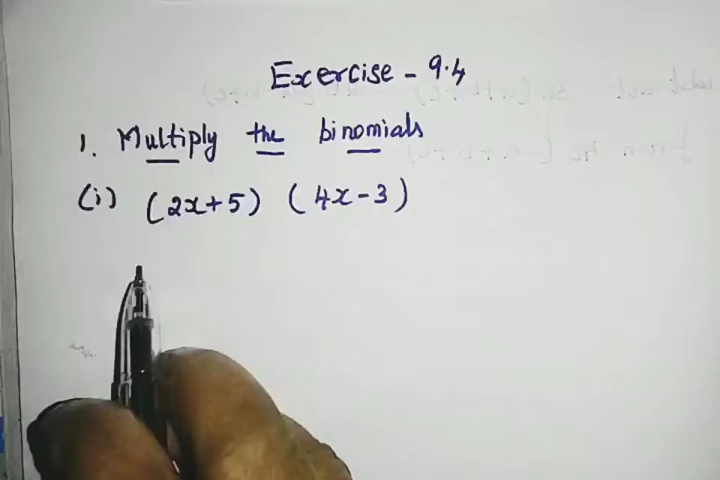 Exercise - 9.4
1. Multiply the binomials
(i) (2x+5) (4x-3)